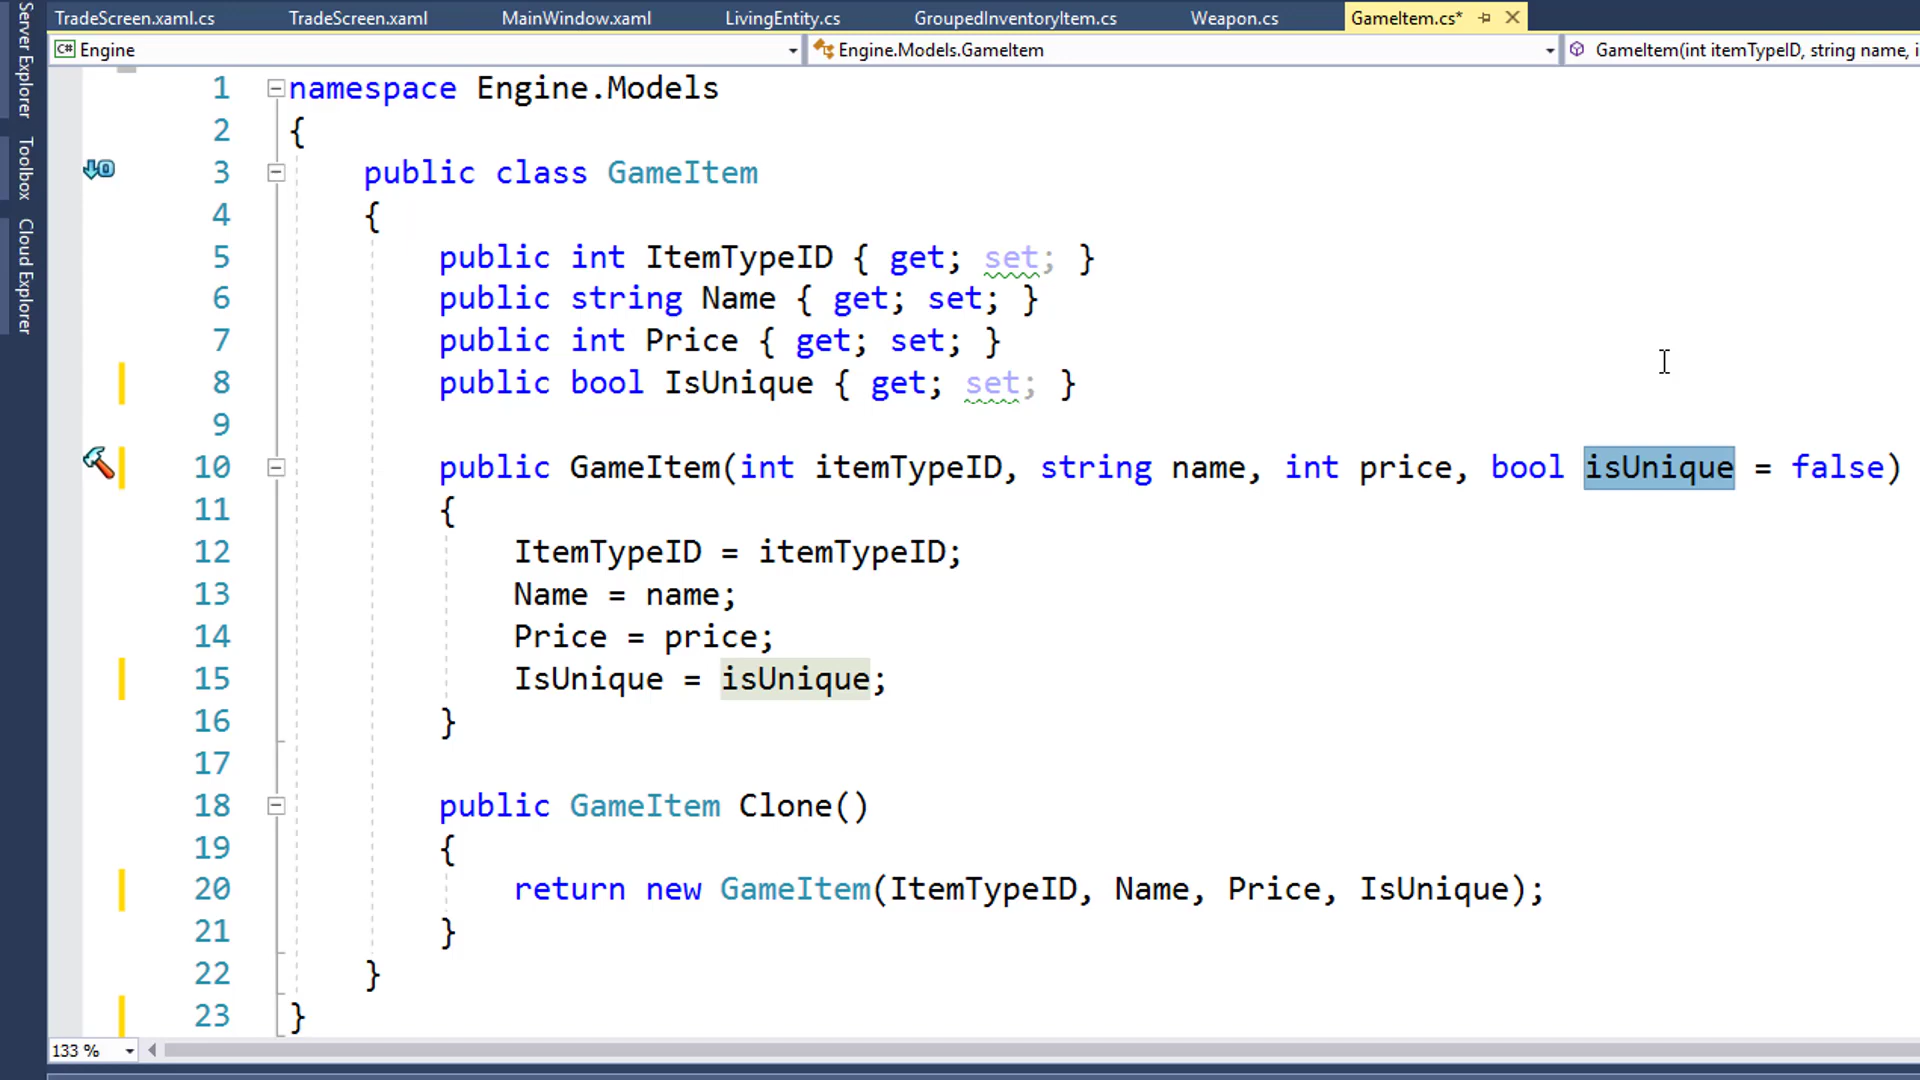 TradeScreen.xaml.cs TradeScreen.xaml MainWindow.xaml LivingEntity.cs GroupedInventoryItem.cs Weapon.cs GameItem.cs*
C# Engine Engine.Models.GameItem GameItem(int itemTypeID, string name, i
Server Explorer
Toolbox
Cloud Explorer
1 namespace Engine.Models
2 {
3 public class GameItem
4 {
5 public int ItemTypeID { get; set; }
6 public string Name { get; set; }
7 public int Price { get; set; }
8 public bool IsUnique { get; set; }
9
10 public GameItem(int itemTypeID, string name, int price, bool isUnique = false)
11 {
12 ItemTypeID = itemTypeID;
13 Name = name;
14 Price = price;
15 IsUnique = isUnique;
16 }
17
18 public GameItem Clone()
19 {
20 return new GameItem(ItemTypeID, Name, Price, IsUnique);
21 }
22 }
23 }
133 %